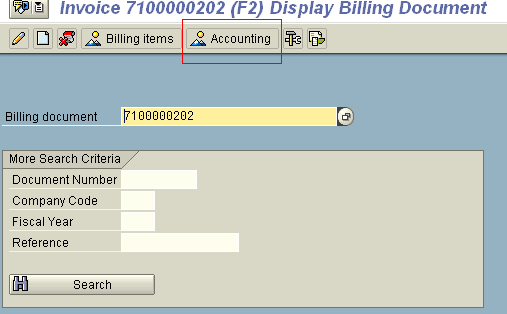 Invoice 7100000202 (F2) Display Billing Document
Billing items Accounting
Billing document 7100000202
More Search Criteria
Document Number
Company Code
Fiscal Year
Reference
Search